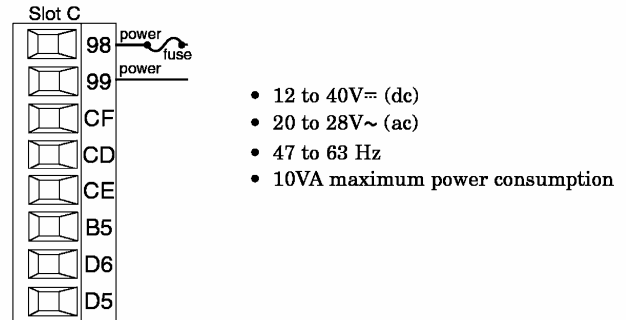 Slot C
98 power
fuse
99 power
CF
CD
CE
B5
D6
D5
• 12 to 40V⎓ (dc)
• 20 to 28V~ (ac)
• 47 to 63 Hz
• 10VA maximum power consumption